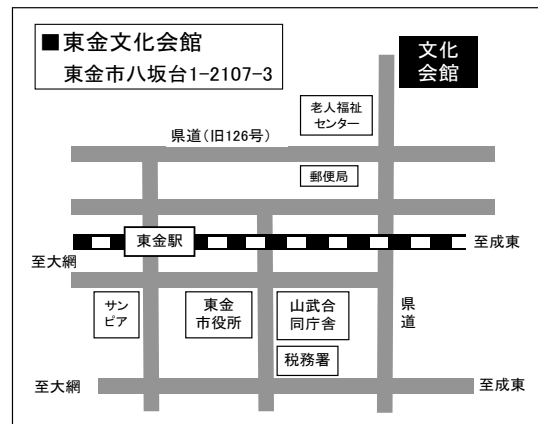 ■東金文化会館
東金市八坂台1-2107-3
文化
会館
老人福祉
センター
県道(旧126号)
郵便局
東金駅
至成東
至大網
サン
ピア
東金
市役所
山武合
同庁舎
県
道
税務署
至大網
至成東